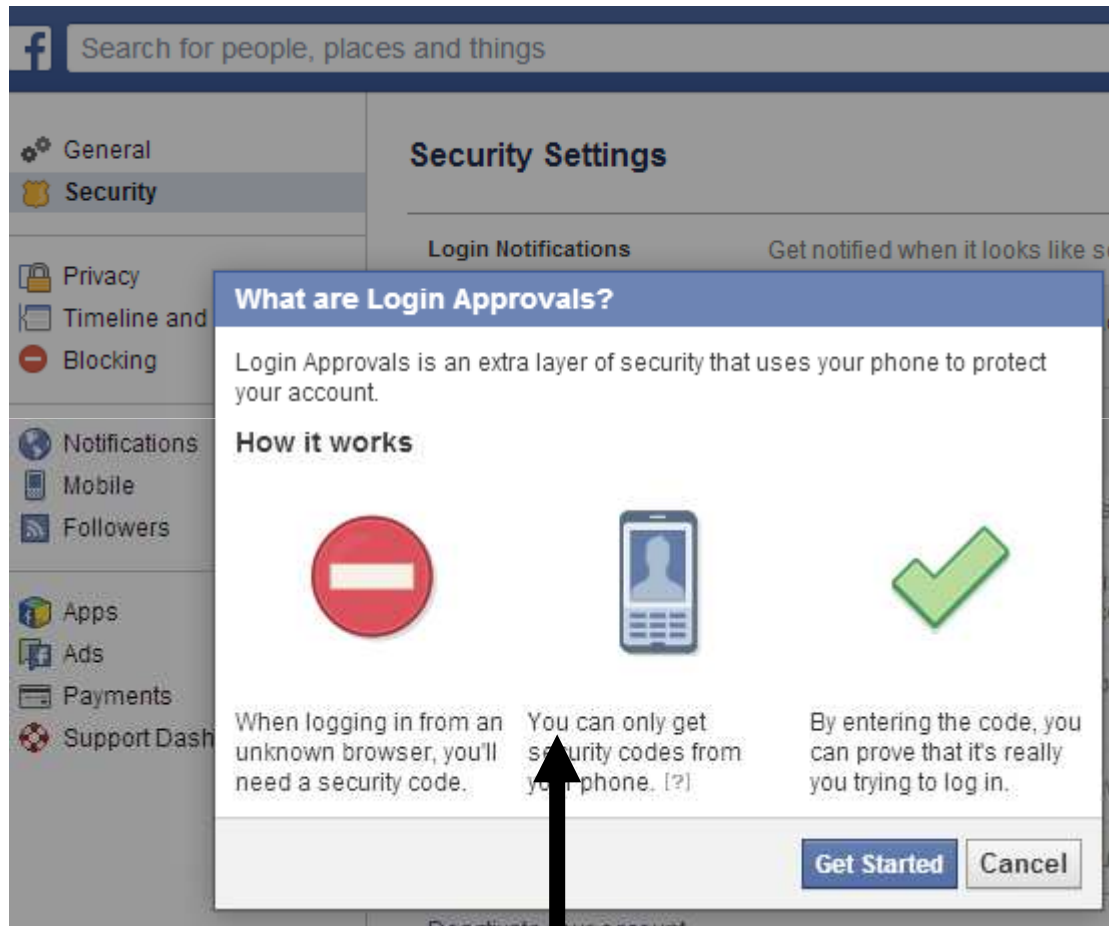 f
Search for people, places and things
General
Security
Privacy
Timeline and
Blocking
Notifications
Mobile
Followers
Apps
Ads
Payments
Support Dash
Security Settings
Login Notifications
Get notified when it looks like
What are Login Approvals?
Login Approvals is an extra layer of security that uses your phone to protect
your account.
How it works
When logging in from an
unknown browser, you'll
need a security code.
You can only get
security codes from
your phone. [?]
By entering the code, you
can prove that it's really
you trying to log in.
Get Started
Cancel